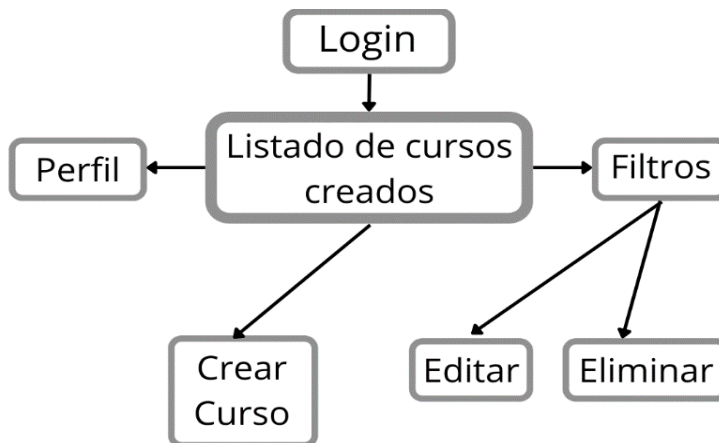 Login
Listado de cursos
creados
Perfil
Filtros
Crear
Curso
Editar
Eliminar